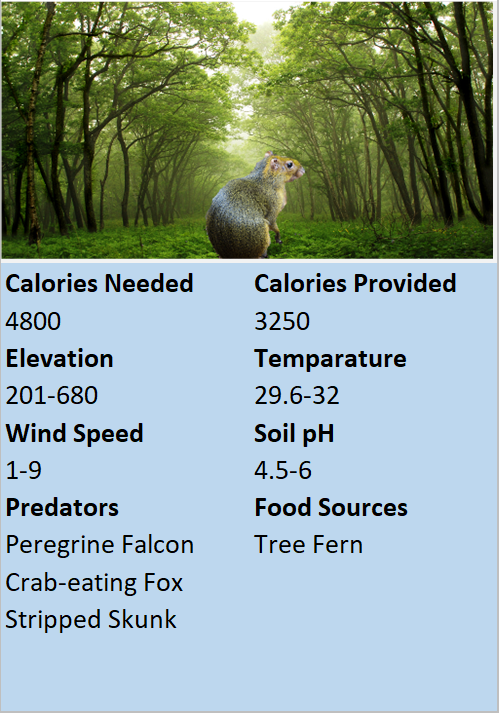 Calories Needed Calories Provided
4800 3250
Elevation Temparature
201-680 29.6-32
Wind Speed Soil pH
1-9 4.5-6
Predators Food Sources
Peregrine Falcon Tree Fern
Crab-eating Fox
Stripped Skunk